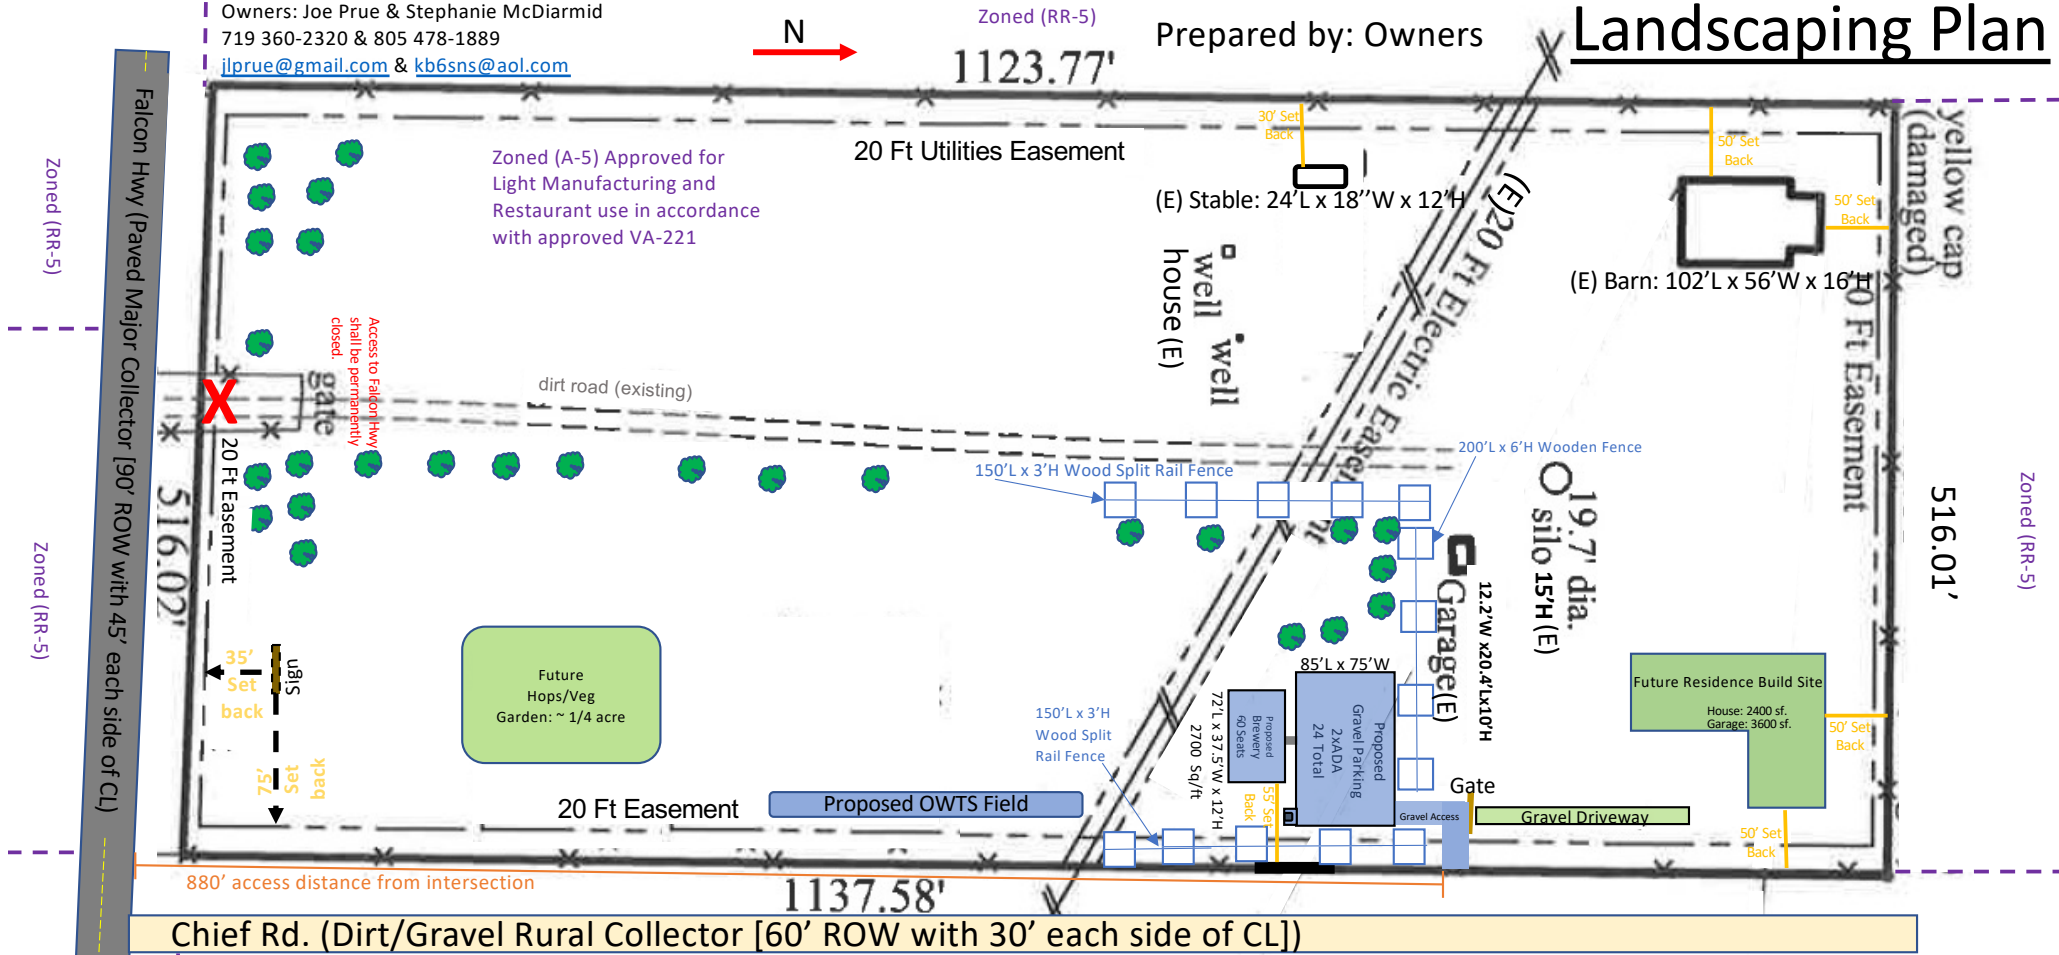 Owners: Joe Prue & Stephanie McDiarmid
719 360-2320 & 805 478-1889
jlprue@gmail.com & kb6sns@aol.com
N
Zoned (RR-5)
1123.77'
Prepared by: Owners
Landscaping Plan
Falcon Hwy (Paved Major Collector [90' ROW with 45' each side of CL)
Zoned (RR-5)
Zoned (RR-5)
Zoned (A-5) Approved for
Light Manufacturing and
Restaurant use in accordance
with approved VA-221
20 Ft Utilities Easement
30' Set
Back
(E) Stable: 24'L x 18''W x 12'H
(E) 20 Ft Electric Easement
50' Set
Back
50' Set
Back
(E) Barn: 102'L x 56'W x 16'H
yellow cap
(damaged)
0 Ft Easement
well
house (E)
well
Access to Falcon Hwy
shall be permanently
closed.
gate
X
dirt road (existing)
20 Ft Easement
516.02'
150'L x 3'H Wood Split Rail Fence
200'L x 6'H Wooden Fence
19.7' dia.
silo 15'H (E)
Garage(E)
12.2'W x20.4'Lx10'H
516.01'
Zoned (RR-5)
35'
Set
back
Sign
75'
Set
back
Future
Hops/Veg
Garden: ~ 1/4 acre
150'L x 3'H
Wood Split
Rail Fence
85'L x 75'W
Proposed
Brewery
60 Seats
72'L x 37.5'W x 12'H
2700 Sq/ft
Proposed
Gravel Parking
2xADA
24 Total
55' Set
Back
Gravel Access
Gate
Gravel Driveway
Future Residence Build Site
House: 2400 sf.
Garage: 3600 sf.
50' Set
Back
50' Set
Back
20 Ft Easement
Proposed OWTS Field
880' access distance from intersection
1137.58'
Chief Rd. (Dirt/Gravel Rural Collector [60' ROW with 30' each side of CL])